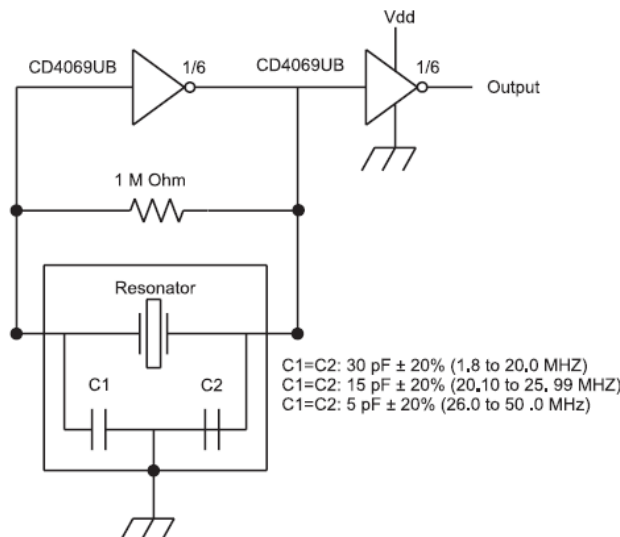 Vdd
CD4069UB 1/6 CD4069UB 1/6
Output
1 M Ohm
Resonator
C1=C2: 30 pF ± 20% (1.8 to 20.0 MHZ)
C1 C2 C1=C2: 15 pF ± 20% (20.10 to 25. 99 MHZ)
C1=C2: 5 pF ± 20% (26.0 to 50 .0 MHz)